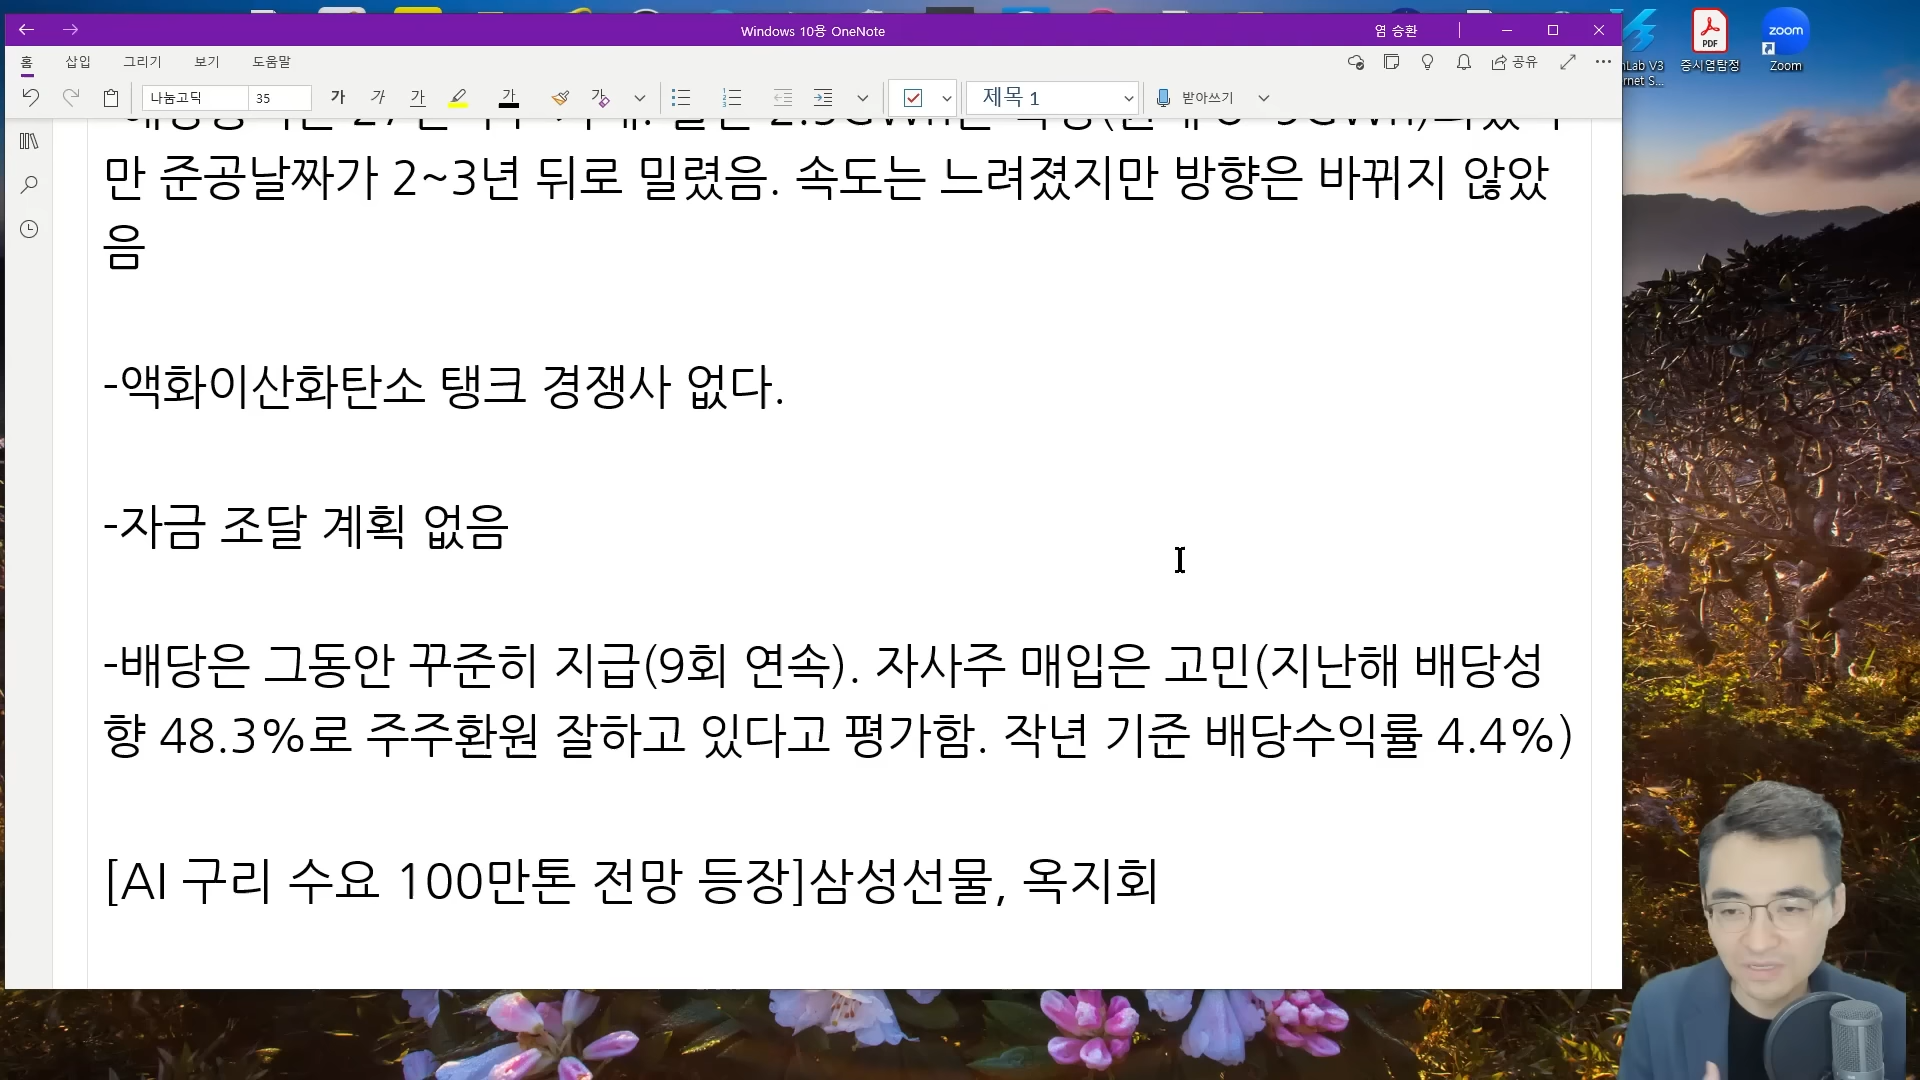 Windows 10용 OneNote
염 승환
홈 삽입 그리기 보기 도움말
공유
나눔고딕 35 가 가 가 가 제목 1 받아쓰기
만 준공날짜가 2~3년 뒤로 밀렸음. 속도는 느려졌지만 방향은 바뀌지 않았
음
-액화이산화탄소 탱크 경쟁사 없다.
-자금 조달 계획 없음
-배당은 그동안 꾸준히 지급(9회 연속). 자사주 매입은 고민(지난해 배당성
향 48.3%로 주주환원 잘하고 있다고 평가함. 작년 기준 배당수익률 4.4%)
[AI 구리 수요 100만톤 전망 등장]삼성선물, 옥지회
PDF
증시염탐정
zoom
Zoom